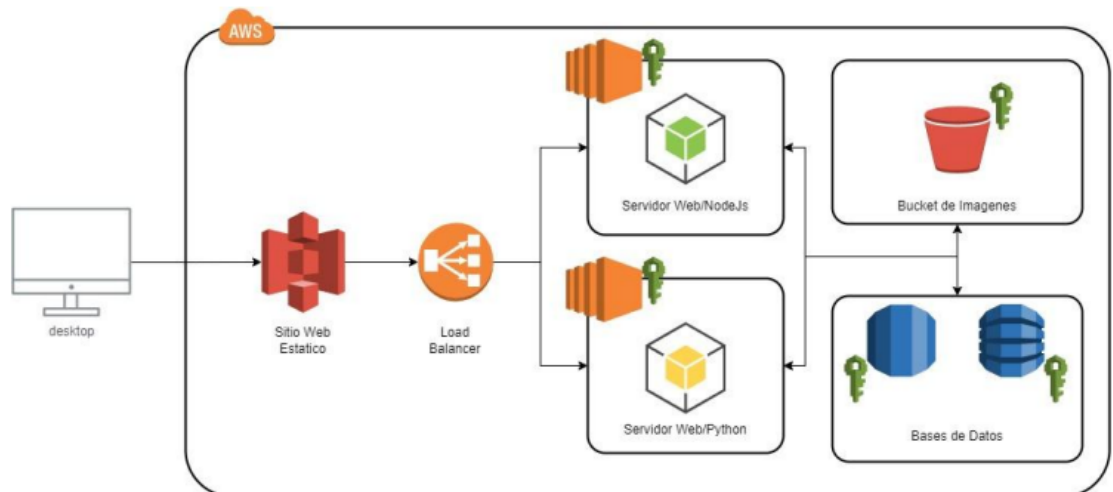 AWS
desktop
Sitio Web
Estatico
Load
Balancer
Servidor Web/NodeJs
Servidor Web/Python
Bucket de Imagenes
Bases de Datos